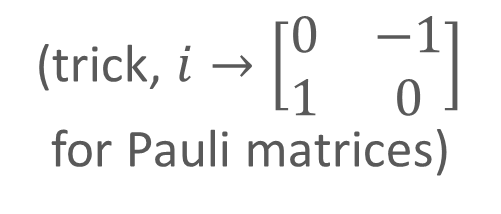 (trick, i → [0 −1
1 0]
for Pauli matrices)